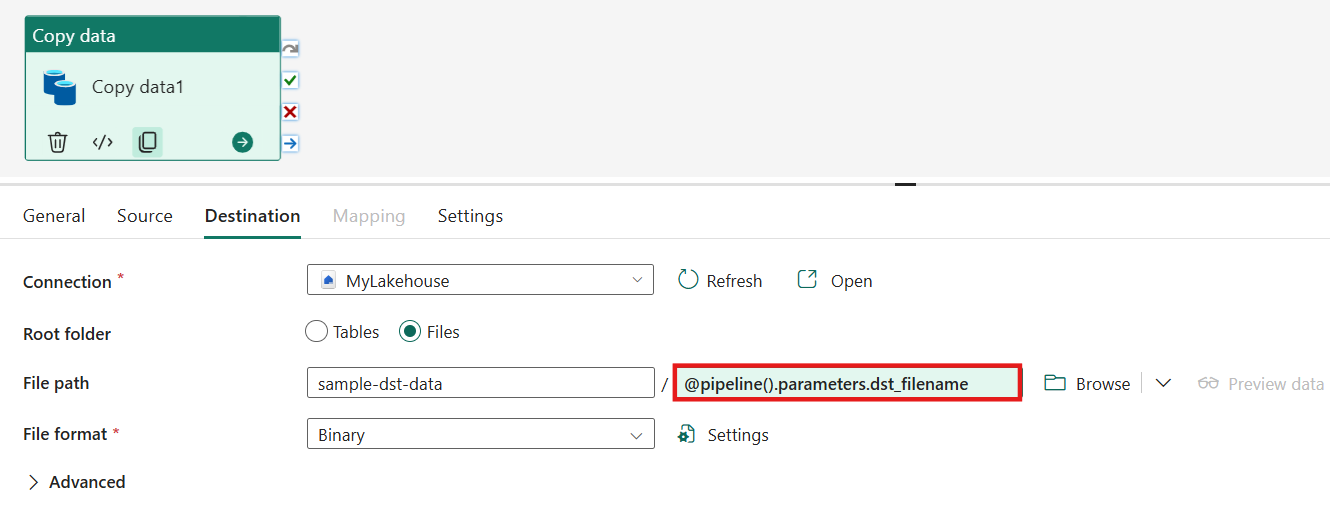 Copy data
Copy data1
General Source Destination Mapping Settings
Connection * MyLakehouse Refresh Open
Root folder Tables Files
File path sample-dst-data / @pipeline().parameters.dst_filename Browse Preview data
File format * Binary Settings
Advanced